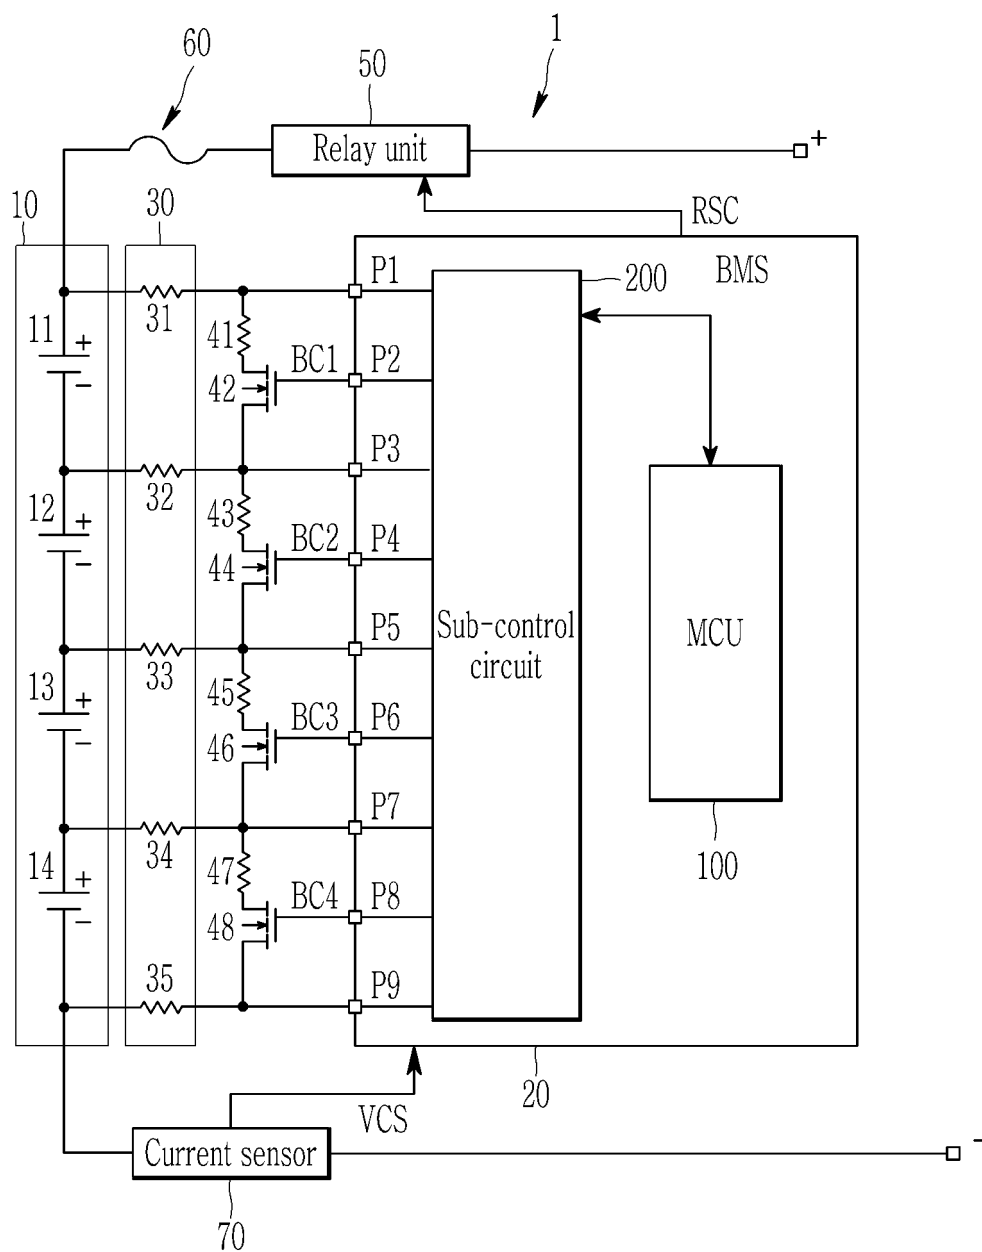 1
60
50
Relay unit
+
RSC
10
30
P1
200
BMS
31
11
+
-
41
BC1
P2
42
P3
32
12
+
-
43
BC2
P4
44
P5
Sub-control
circuit
MCU
33
13
+
-
45
BC3
P6
46
P7
34
100
14
+
-
47
BC4
P8
48
35
P9
20
VCS
Current sensor
-
70